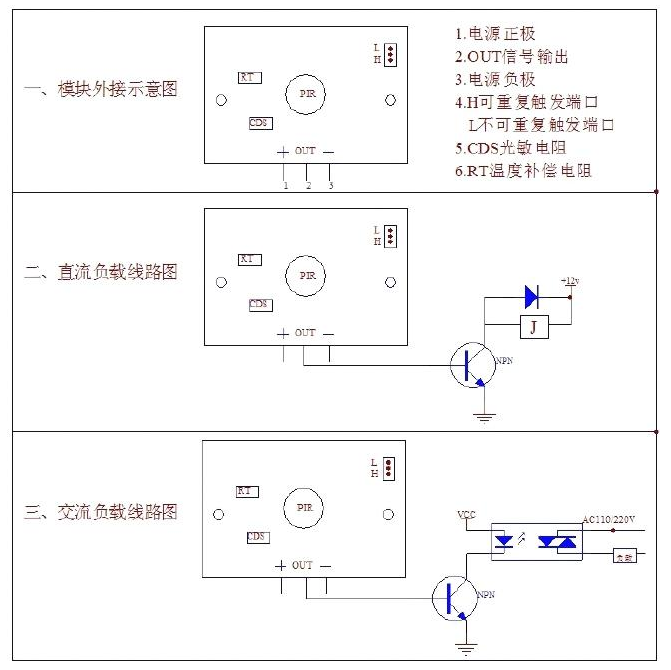 一、模块外接示意图
L
H
RT
PIR
CDS
+ OUT —
1 2 3
1.电源正极
2.OUT信号输出
3.电源负极
4.H可重复触发端口
L不可重复触发端口
5.CDS光敏电阻
6.RT温度补偿电阻
二、直流负载线路图
L
H
RT
PIR
CDS
+ OUT —
+12v
J
NPN
三、交流负载线路图
L
H
RT
PIR
CDS
+ OUT —
VCC
AC110/220V
负载
NPN